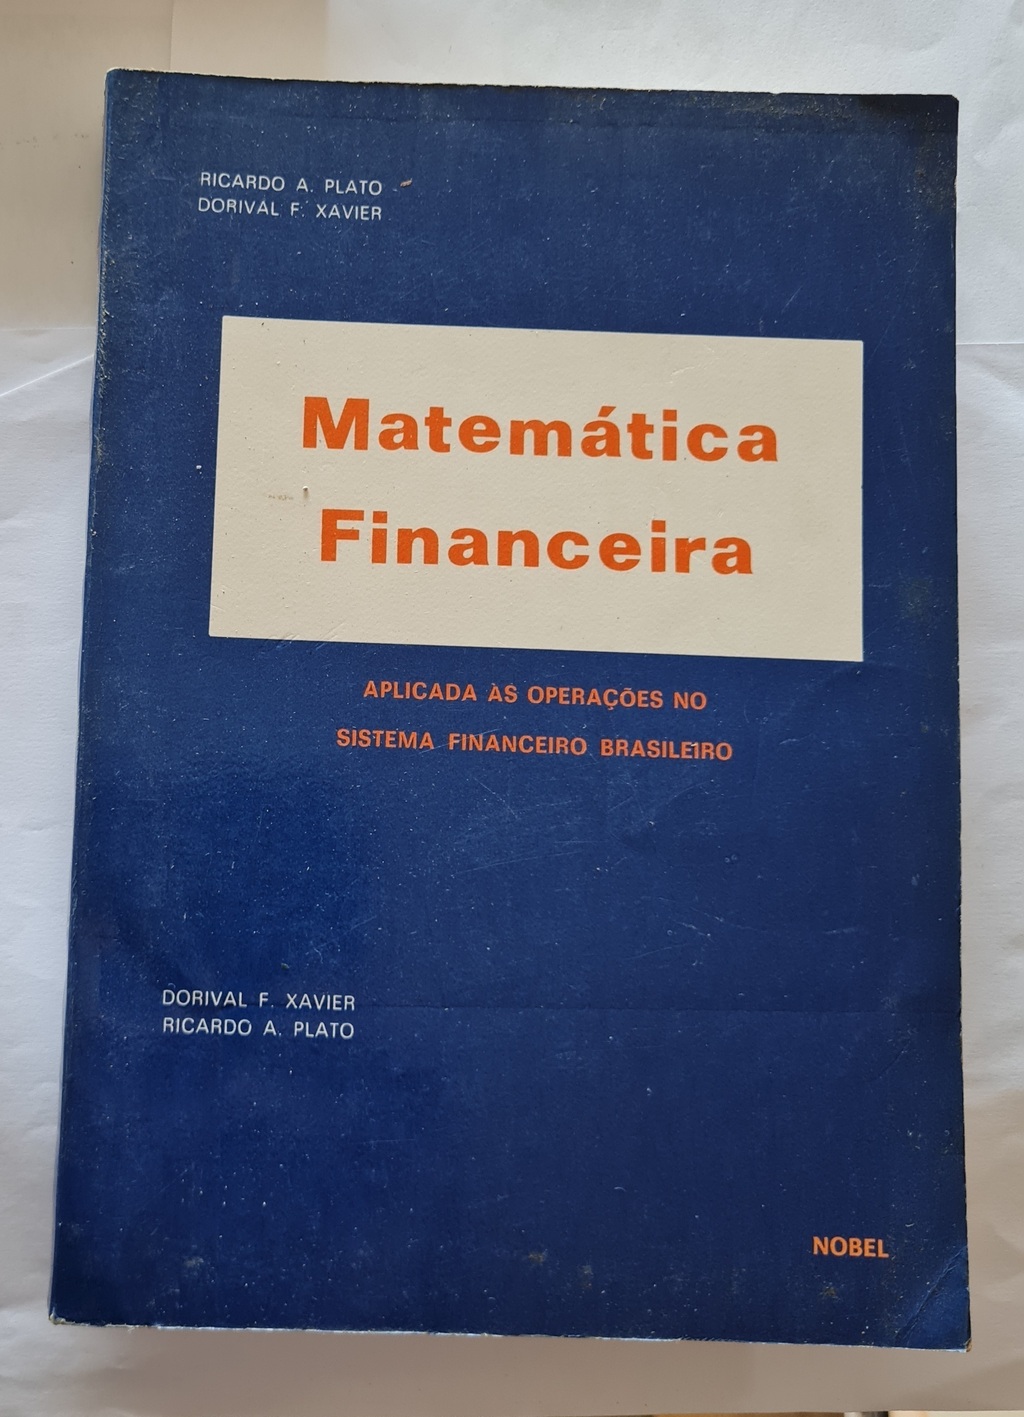 RICARDO A. PLATO
DORIVAL F. XAVIER
Matemática
Financeira
APLICADA ÀS OPERAÇÕES NO
SISTEMA FINANCEIRO BRASILEIRO
DORIVAL F. XAVIER
RICARDO A. PLATO
NOBEL